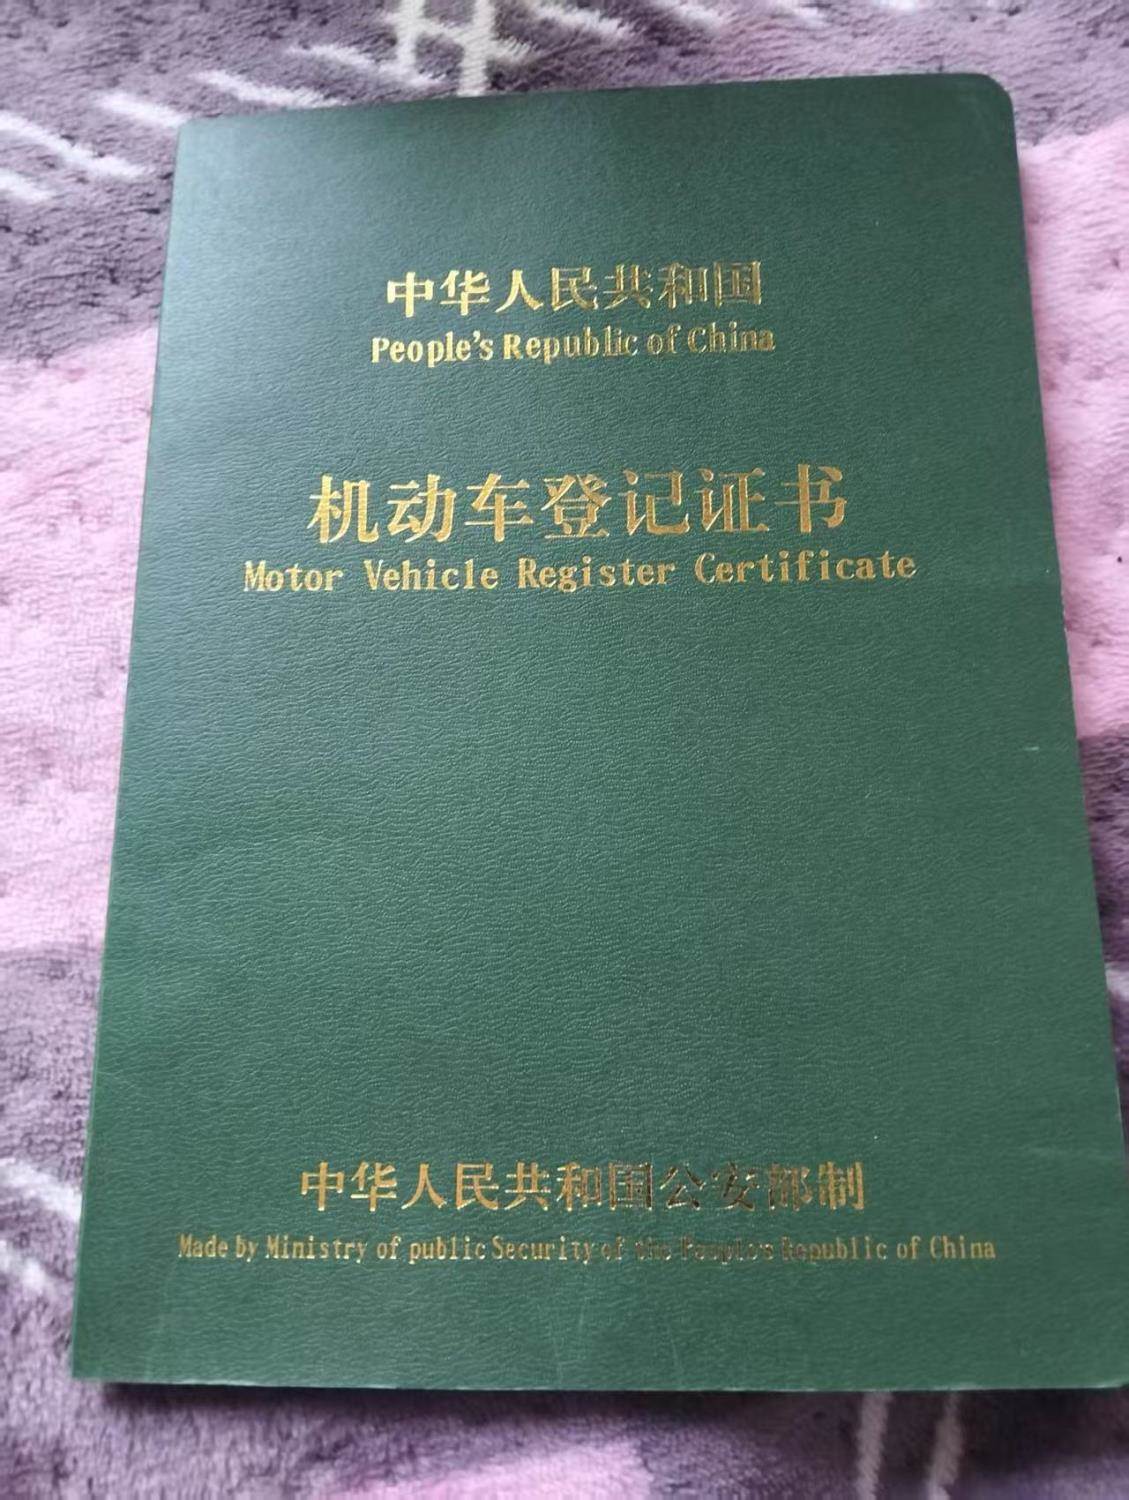 中华人民共和国
People's Republic of China
机动车登记证书
Motor Vehicle Register Certificate
中华人民共和国公安部制
Made by Ministry of public Security of the People's Republic of China